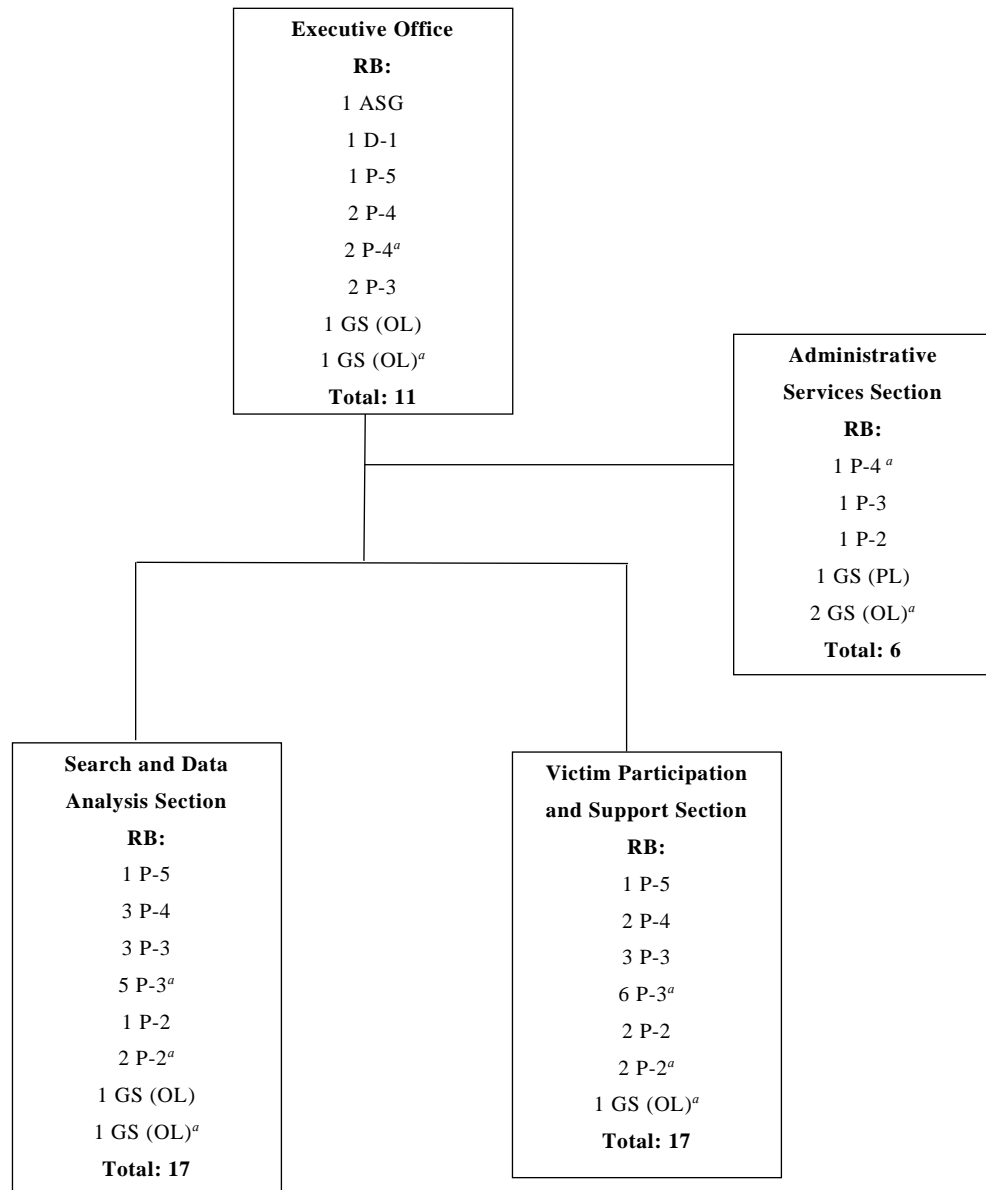 Executive Office
RB:
1 ASG
1 D-1
1 P-5
2 P-4
2 P-4ᵃ
2 P-3
1 GS (OL)
1 GS (OL)ᵃ
Total: 11
Administrative
Services Section
RB:
1 P-4 ᵃ
1 P-3
1 P-2
1 GS (PL)
2 GS (OL)ᵃ
Total: 6
Search and Data
Analysis Section
RB:
1 P-5
3 P-4
3 P-3
5 P-3ᵃ
1 P-2
2 P-2ᵃ
1 GS (OL)
1 GS (OL)ᵃ
Total: 17
Victim Participation
and Support Section
RB:
1 P-5
2 P-4
3 P-3
6 P-3ᵃ
2 P-2
2 P-2ᵃ
1 GS (OL)ᵃ
Total: 17